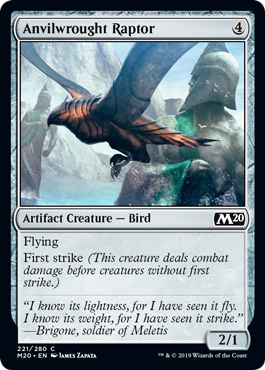 Anvilwrought Raptor 4
Artifact Creature — Bird M20
Flying
First strike (This creature deals combat
damage before creatures without first
strike.)
“I know its lightness, for I have seen it fly.
I know its weight, for I have seen it strike.”
—Brigone, soldier of Meletis
2/1
221/280 C
M20 • EN James Zapata ™ & © 2019 Wizards of the Coast